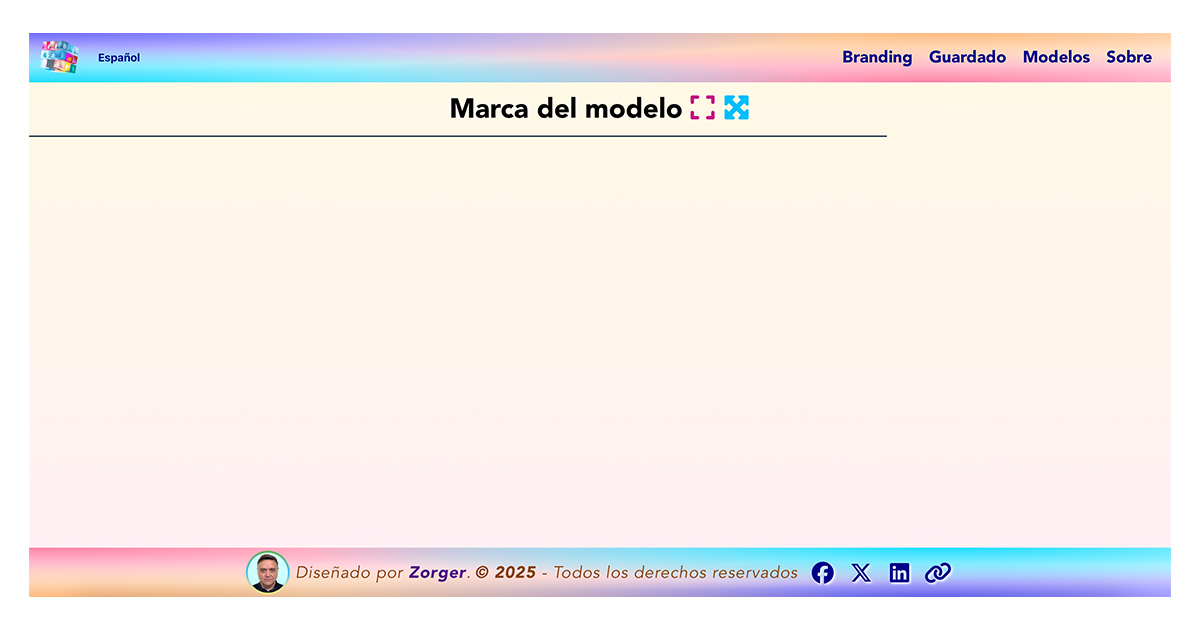 Español
Branding Guardado Modelos Sobre
Marca del modelo
Diseñado por Zorger. © 2025 - Todos los derechos reservados